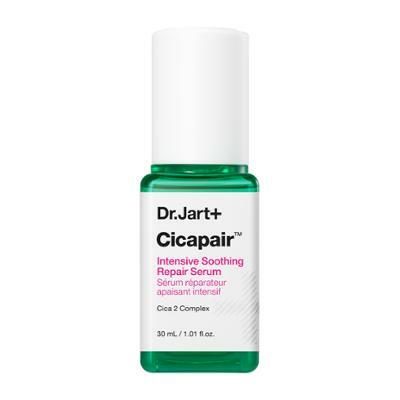 Dr.Jart+
Cicapair™
Intensive Soothing
Repair Serum
Sérum réparateur
apaisant intensif
Cica 2 Complex
30 mL / 1.01 fl.oz.